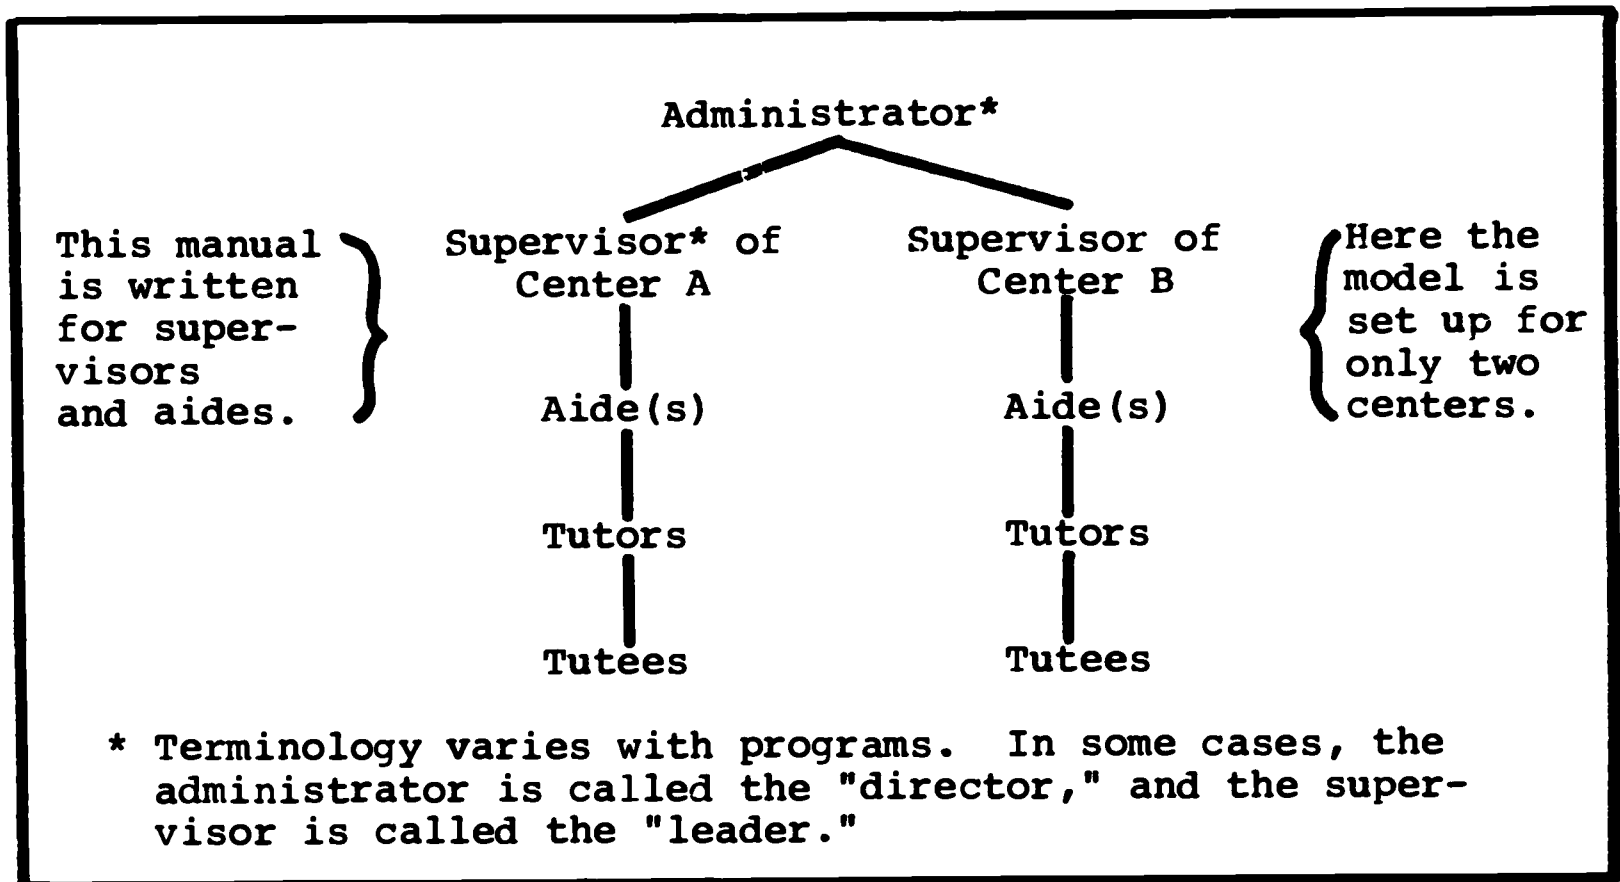 Administrator*
This manual
is written
for super-
visors
and aides.
Supervisor* of
Center A
Aide(s)
Tutors
Tutees
Supervisor of
Center B
Aide(s)
Tutors
Tutees
Here the
model is
set up for
only two
centers.
* Terminology varies with programs. In some cases, the
administrator is called the "director," and the super-
visor is called the "leader."